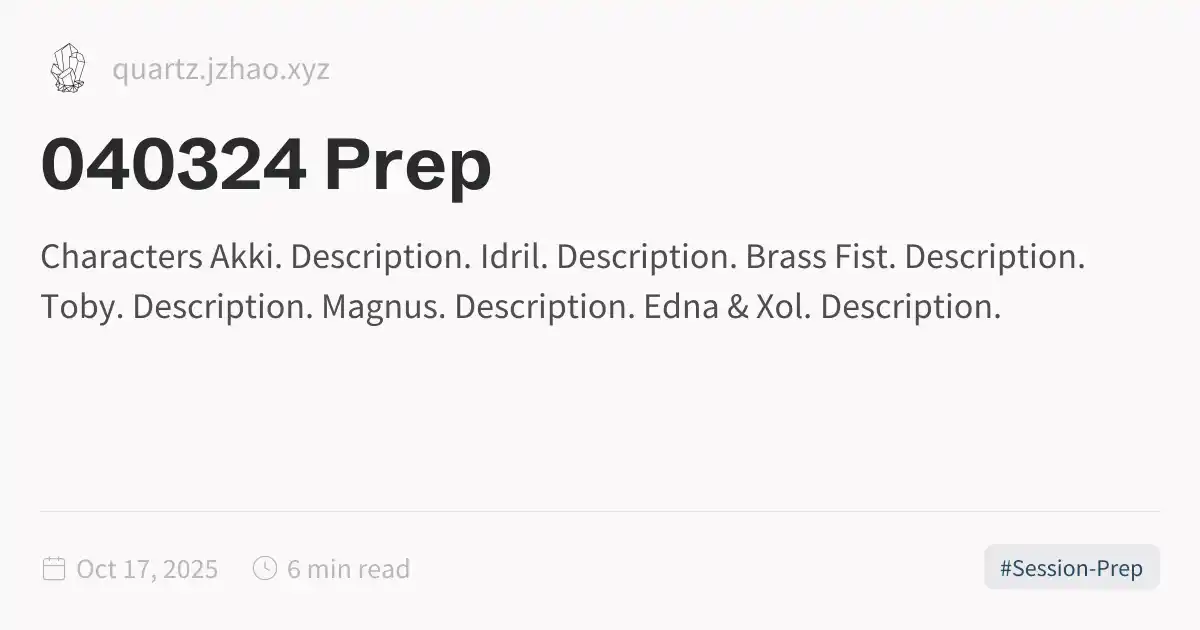 quartz.jzhao.xyz
040324 Prep
Characters Akki. Description. Idril. Description. Brass Fist. Description.
Toby. Description. Magnus. Description. Edna & Xol. Description.
Oct 17, 2025 6 min read #Session-Prep